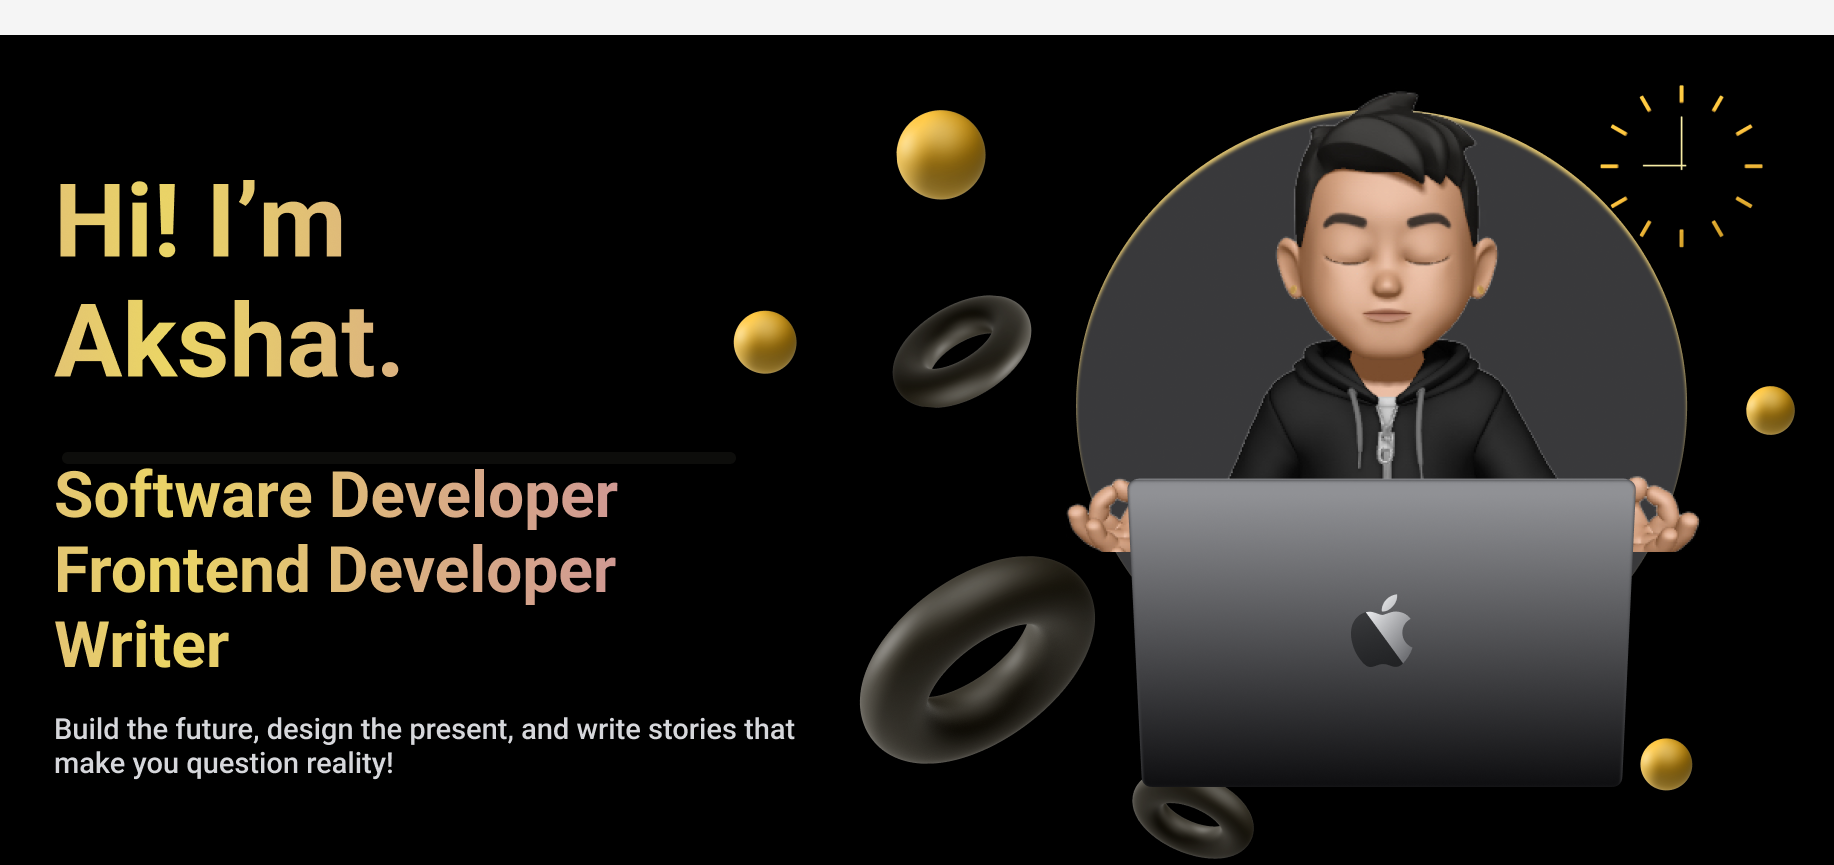 Hi! I’m
Akshat.
Software Developer
Frontend Developer
Writer
Build the future, design the present, and write stories that
make you question reality!